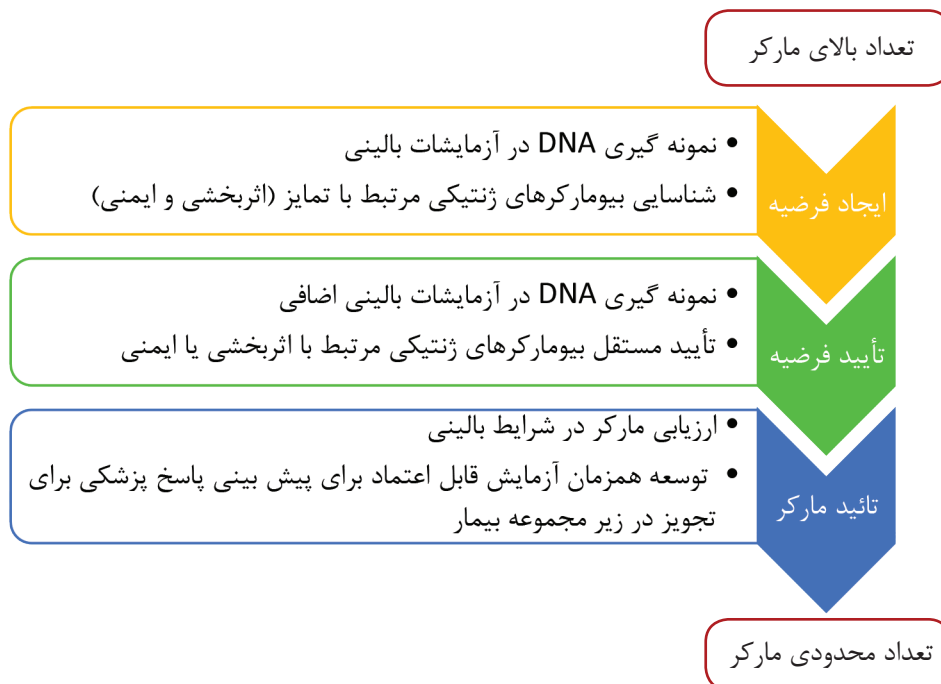 تعداد بالای مارکر
ایجاد فرضیه
• نمونه گیری DNA در آزمایشات بالینی
• شناسایی بیومارکرهای ژنتیکی مرتبط با تمایز (اثربخشی و ایمنی)
تأیید فرضیه
• نمونه گیری DNA در آزمایشات بالینی اضافی
• تأیید مستقل بیومارکرهای ژنتیکی مرتبط با اثربخشی یا ایمنی
تائید مارکر
• ارزیابی مارکر در شرایط بالینی
• توسعه همزمان آزمایش قابل اعتماد برای پیش بینی پاسخ پزشکی برای
تجویز در زیر مجموعه بیمار
تعداد محدودی مارکر